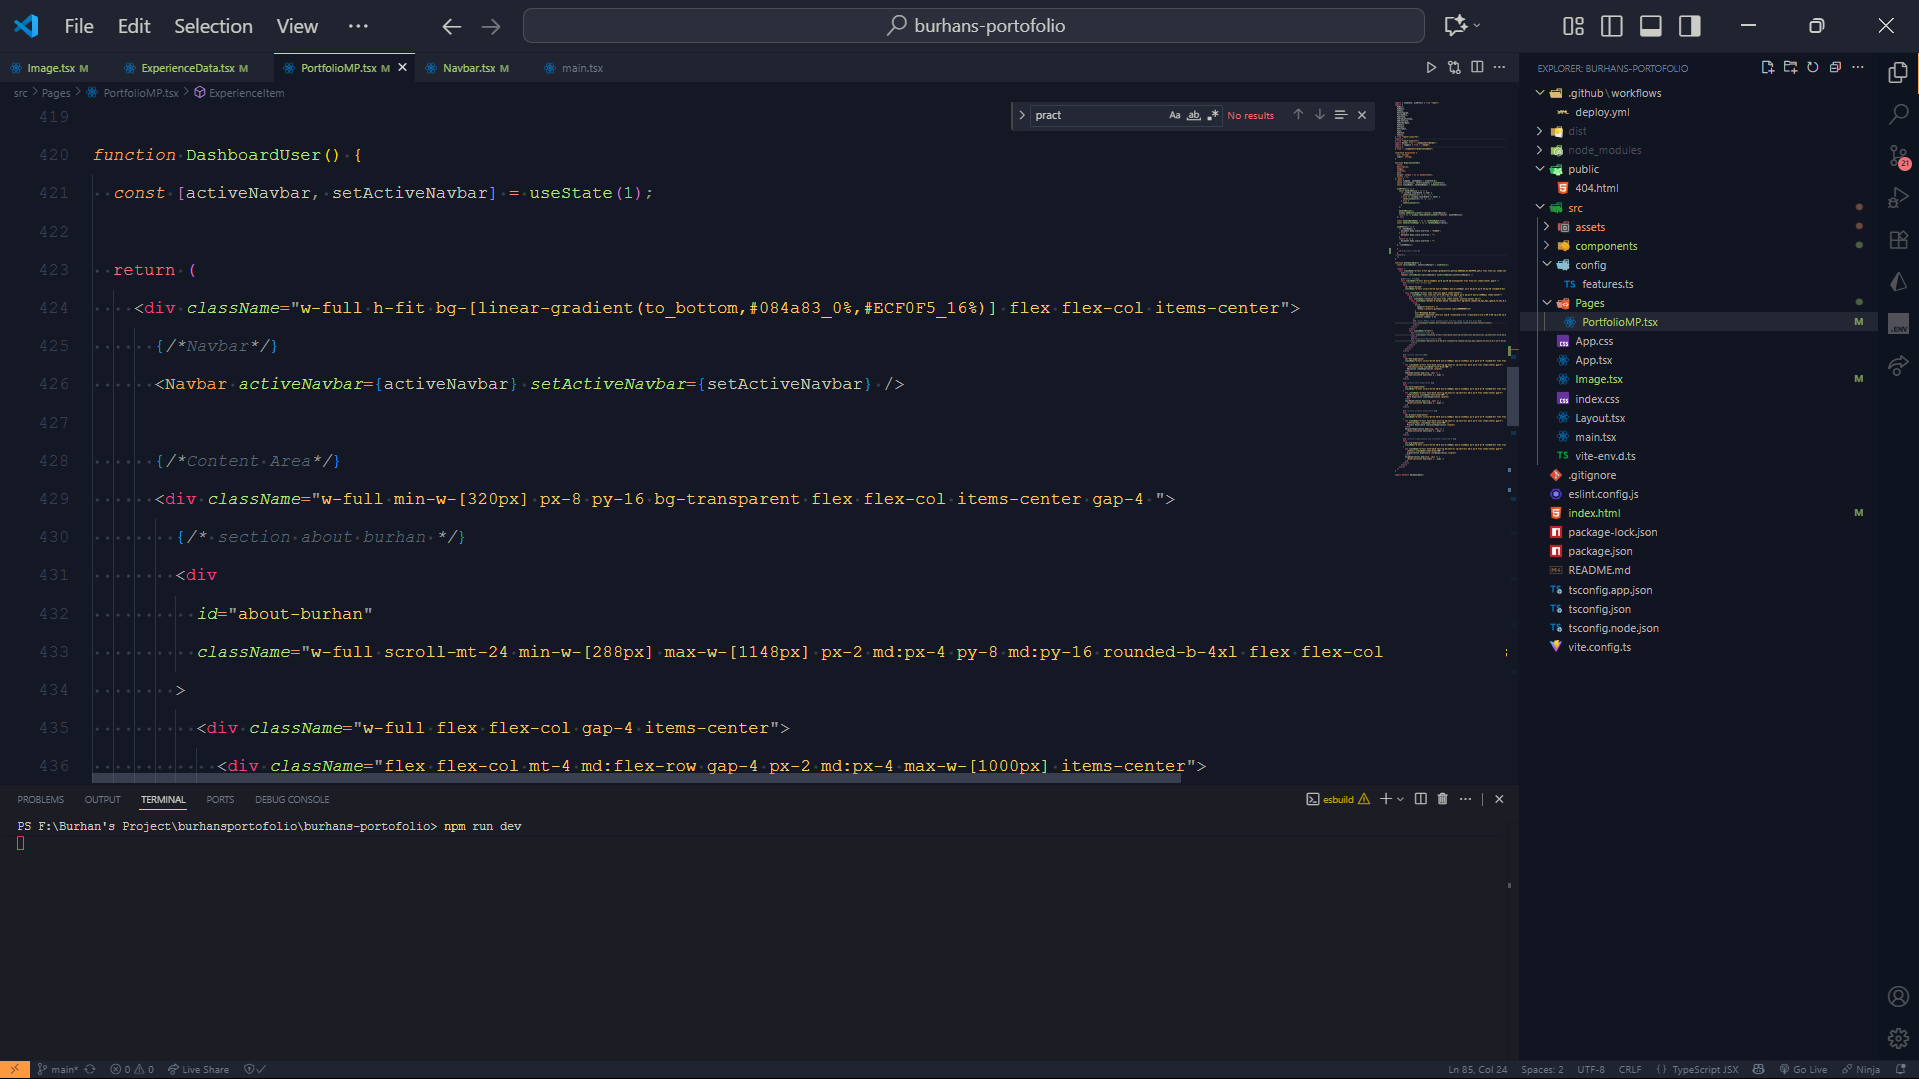 File Edit Selection View ···
burhans-portofolio
Image.tsx M
ExperienceData.tsx M
PortfolioMP.tsx M
Navbar.tsx M
main.tsx
src > Pages > PortfolioMP.tsx > ExperienceItem
pract
Aa ab .* No results
419
420 function DashboardUser() {
421 const [activeNavbar, setActiveNavbar] = useState(1);
422
423 return (
424 <div className="w-full h-fit bg-[linear-gradient(to_bottom,#084a83_0%,#ECF0F5_16%)] flex flex-col items-center">
425 {/*Navbar*/}
426 <Navbar activeNavbar={activeNavbar} setActiveNavbar={setActiveNavbar} />
427
428 {/*Content Area*/}
429 <div className="w-full min-w-[320px] px-8 py-16 bg-transparent flex flex-col items-center gap-4 ">
430 {/* section about burhan */}
431 <div
432 id="about-burhan"
433 className="w-full scroll-mt-24 min-w-[288px] max-w-[1148px] px-2 md:px-4 py-8 md:py-16 rounded-b-4xl flex flex-col
434 >
435 <div className="w-full flex flex-col gap-4 items-center">
436 <div className="flex flex-col mt-4 md:flex-row gap-4 px-2 md:px-4 max-w-[1000px] items-center">
PROBLEMS OUTPUT TERMINAL PORTS DEBUG CONSOLE
esbuild
PS F:\Burhan's Project\burhansportofolio\burhans-portofolio> npm run dev
EXPLORER: BURHANS-PORTOFOLIO
.github\workflows
deploy.yml
dist
node_modules
public
404.html
src
assets
components
config
TS features.ts
Pages
PortfolioMP.tsx M
App.css
App.tsx
Image.tsx M
index.css
Layout.tsx
main.tsx
TS vite-env.d.ts
.gitignore
eslint.config.js
index.html M
package-lock.json
package.json
README.md
tsconfig.app.json
tsconfig.json
tsconfig.node.json
vite.config.ts
21
.ENV
main* 0 0 Live Share
Ln 85, Col 24 Spaces: 2 UTF-8 CRLF {} TypeScript JSX Go Live Ninja